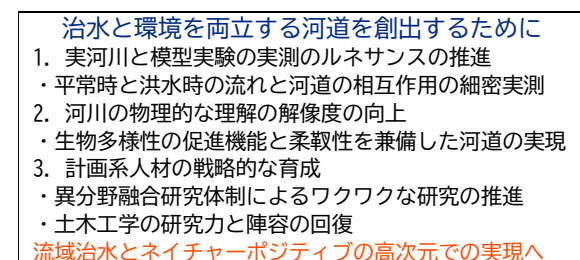 治水と環境を両立する河道を創出するために
1. 実河川と模型実験の実測のルネサンスの推進
・平常時と洪水時の流れと河道の相互作用の細密実測
2. 河川の物理的な理解の解像度の向上
・生物多様性の促進機能と柔靱性を兼備した河道の実現
3. 計画系人材の戦略的な育成
・異分野融合研究体制によるワクワクな研究の推進
・土木工学の研究力と陣容の回復
流域治水とネイチャーポジティブの高次元での実現へ